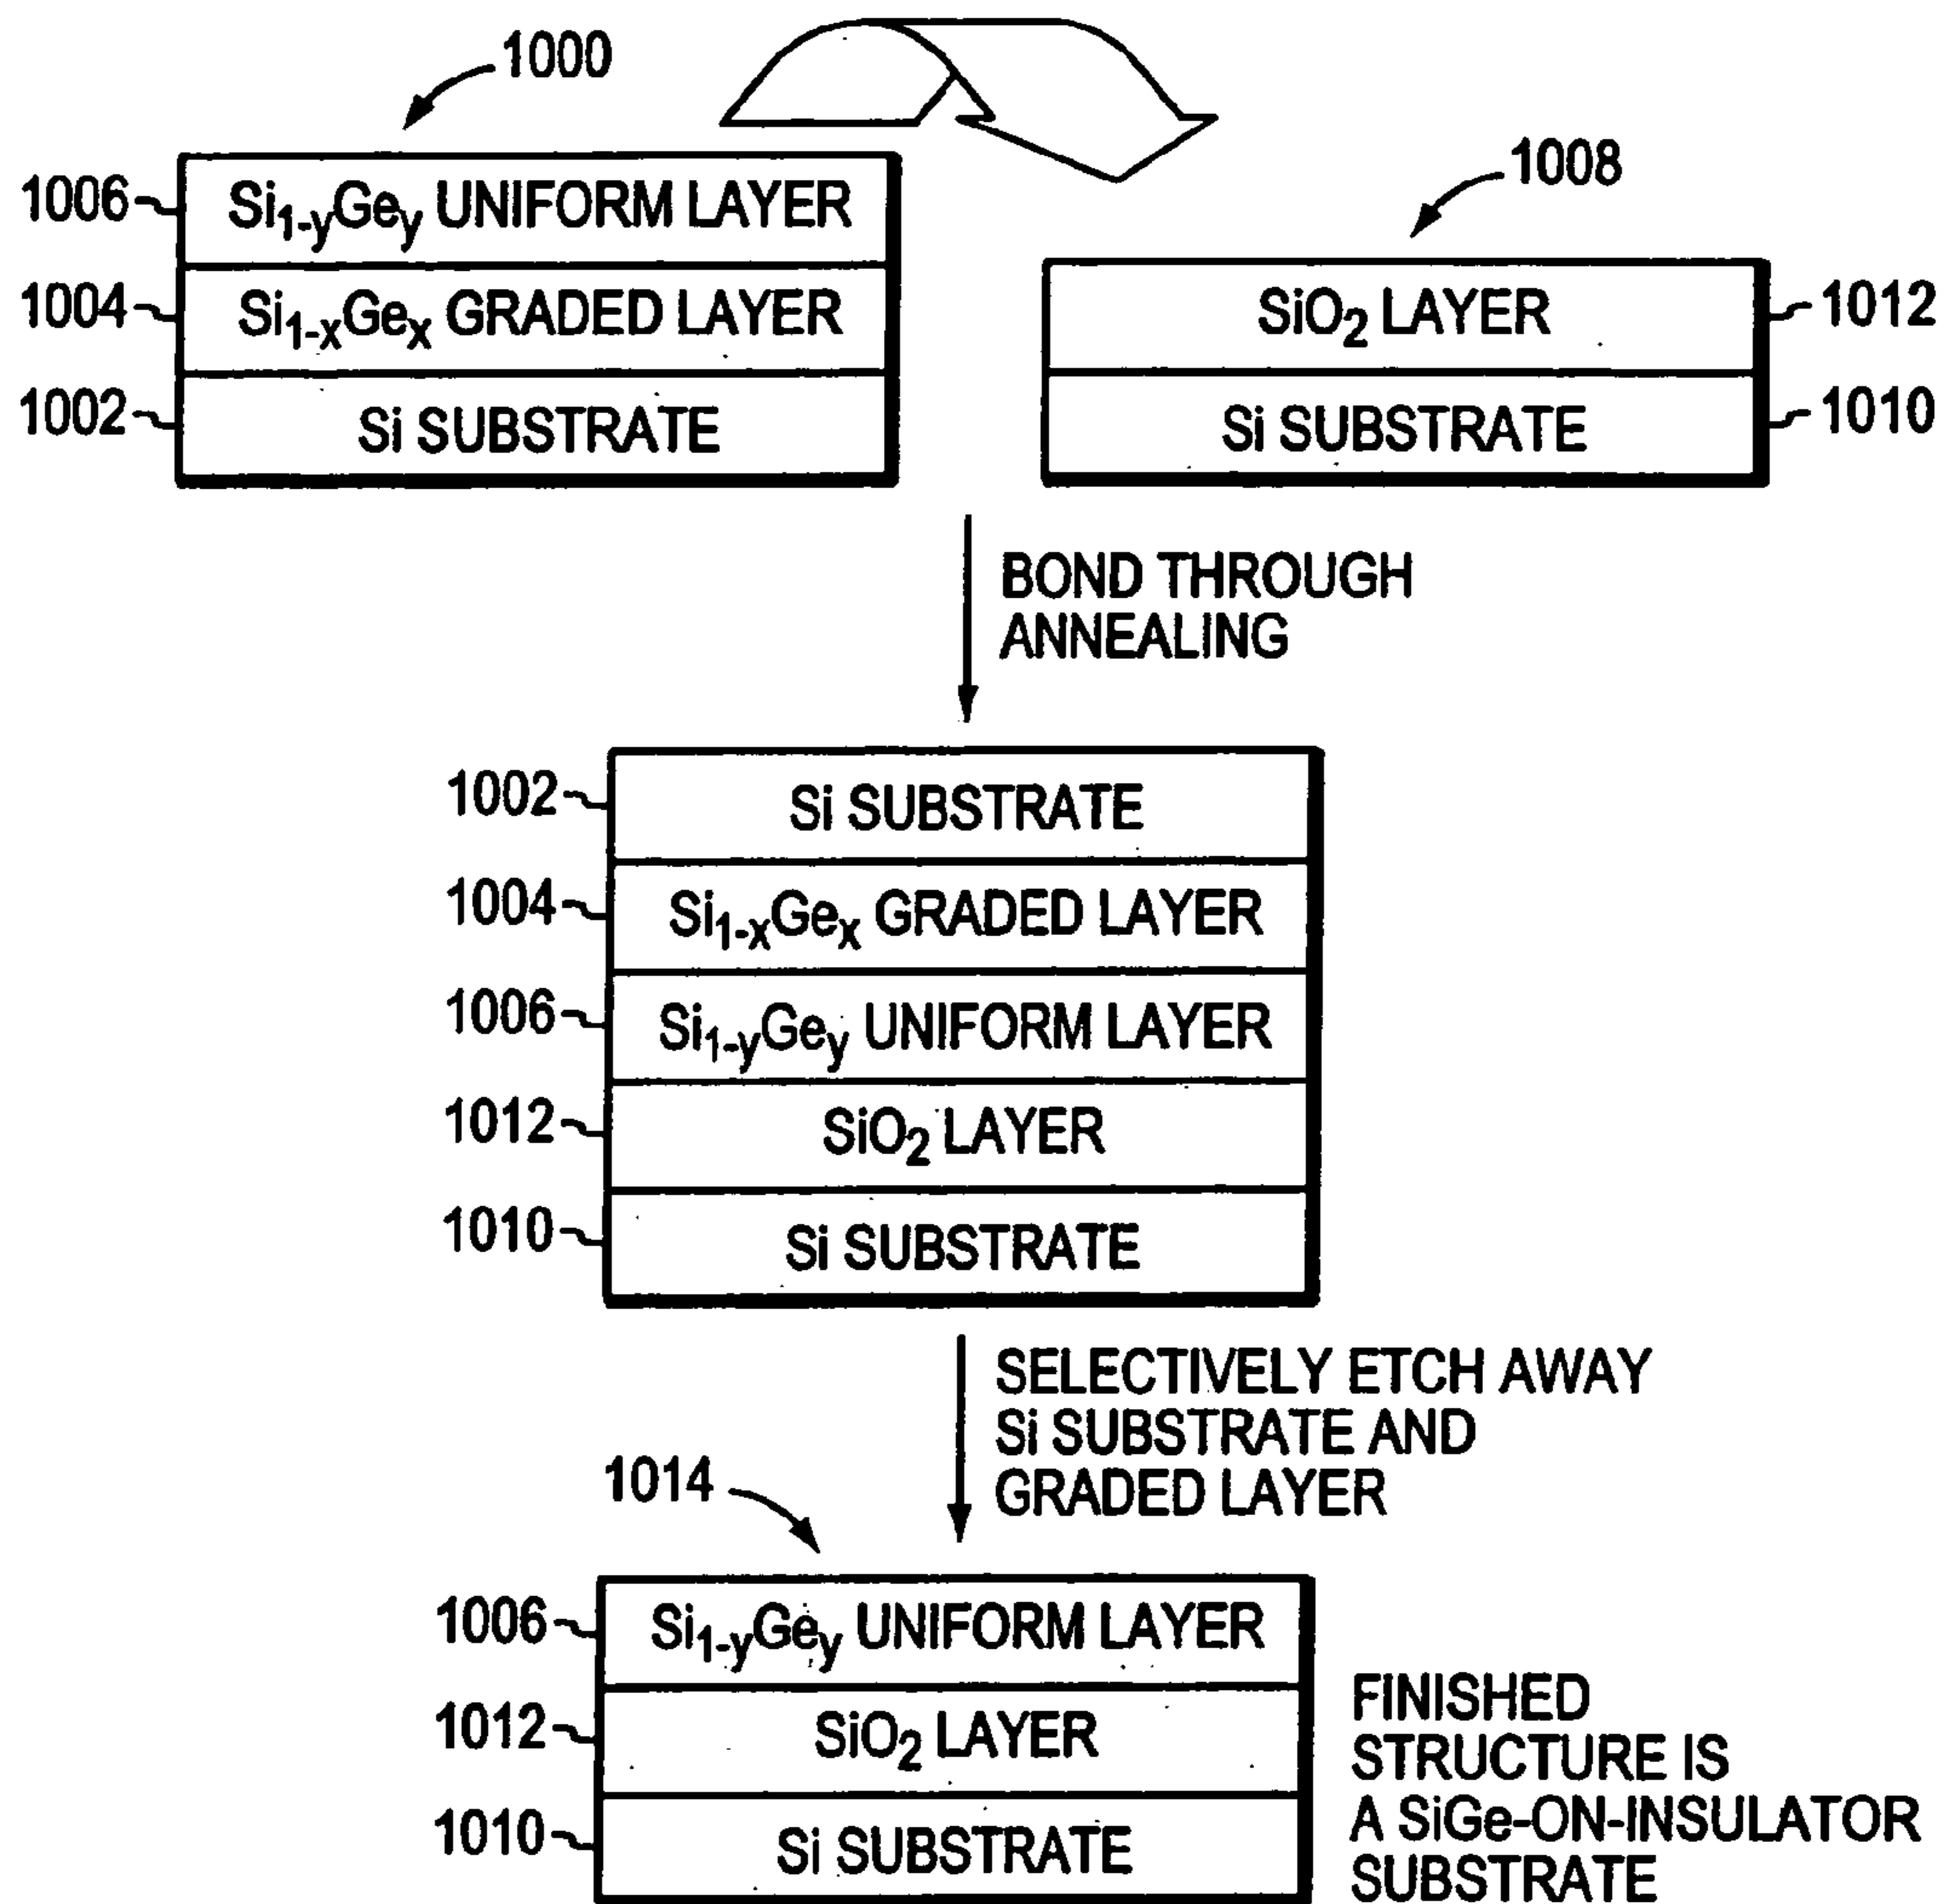 1000
1008
1006 Si1-yGey UNIFORM LAYER
1004 Si1-xGex GRADED LAYER
1002 Si SUBSTRATE
SiO2 LAYER 1012
Si SUBSTRATE 1010
BOND THROUGH
ANNEALING
1002 Si SUBSTRATE
1004 Si1-xGex GRADED LAYER
1006 Si1-yGey UNIFORM LAYER
1012 SiO2 LAYER
1010 Si SUBSTRATE
SELECTIVELY ETCH AWAY
Si SUBSTRATE AND
GRADED LAYER
1014
1006 Si1-yGey UNIFORM LAYER
1012 SiO2 LAYER
1010 Si SUBSTRATE
FINISHED
STRUCTURE IS
A SiGe-ON-INSULATOR
SUBSTRATE